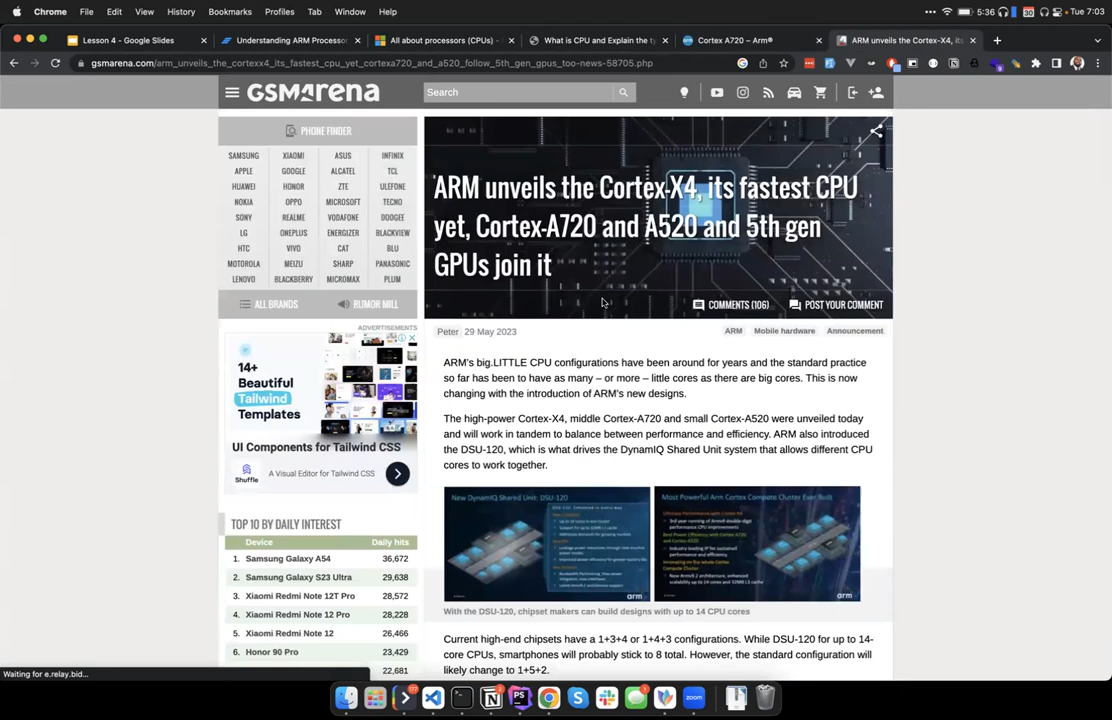 Chrome File Edit View History Bookmarks Profiles Tab Window Help
5:36
30
Tue 7:03
Lesson 4 - Google Slides
Understanding ARM Processor
All about processors (CPUs) -
What is CPU and Explain the ty
Cortex A720 – Arm®
ARM unveils the Cortex-X4, its
gsmarena.com/arm_unveils_the_cortexx4_its_fastest_cpu_yet_cortexa720_and_a520_follow_5th_gen_gpus_too-news-58705.php
GSMARENA
Search
PHONE FINDER
SAMSUNG XIAOMI ASUS INFINIX
APPLE GOOGLE ALCATEL TCL
HUAWEI HONOR ZTE ULEFONE
NOKIA OPPO MICROSOFT TECNO
SONY REALME VODAFONE DOOGEE
LG ONEPLUS ENERGIZER BLACKVIEW
HTC VIVO CAT BLU
MOTOROLA MEIZU SHARP PANASONIC
LENOVO BLACKBERRY MICROMAX PLUM
ALL BRANDS RUMOR MILL
ADVERTISEMENTS
14+
Beautiful
Tailwind
Templates
UI Components for Tailwind CSS
Shuffle
A Visual Editor for Tailwind CSS
TOP 10 BY DAILY INTEREST
Device Daily hits
1. Samsung Galaxy A54 36,672
2. Samsung Galaxy S23 Ultra 29,638
3. Xiaomi Redmi Note 12T Pro 28,572
4. Xiaomi Redmi Note 12 Pro 28,228
5. Xiaomi Redmi Note 12 26,466
6. Honor 90 Pro 23,429
22,681
ARM unveils the Cortex-X4, its fastest CPU
yet, Cortex-A720 and A520 and 5th gen
GPUs join it
COMMENTS (106) POST YOUR COMMENT
Peter 29 May 2023
ARM Mobile hardware Announcement
ARM's big.LITTLE CPU configurations have been around for years and the standard practice
so far has been to have as many – or more – little cores as there are big cores. This is now
changing with the introduction of ARM's new designs.
The high-power Cortex-X4, middle Cortex-A720 and small Cortex-A520 were unveiled today
and will work in tandem to balance between performance and efficiency. ARM also introduced
the DSU-120, which is what drives the DynamIQ Shared Unit system that allows different CPU
cores to work together.
New DynamIQ Shared Unit: DSU-120
arm
Most Powerful Arm Cortex Compute Cluster Ever Built
arm
With the DSU-120, chipset makers can build designs with up to 14 CPU cores
Current high-end chipsets have a 1+3+4 or 1+4+3 configurations. While DSU-120 for up to 14-
core CPUs, smartphones will probably stick to 8 total. However, the standard configuration will
likely change to 1+5+2.
Waiting for e.relay.bid...
PS
zoom